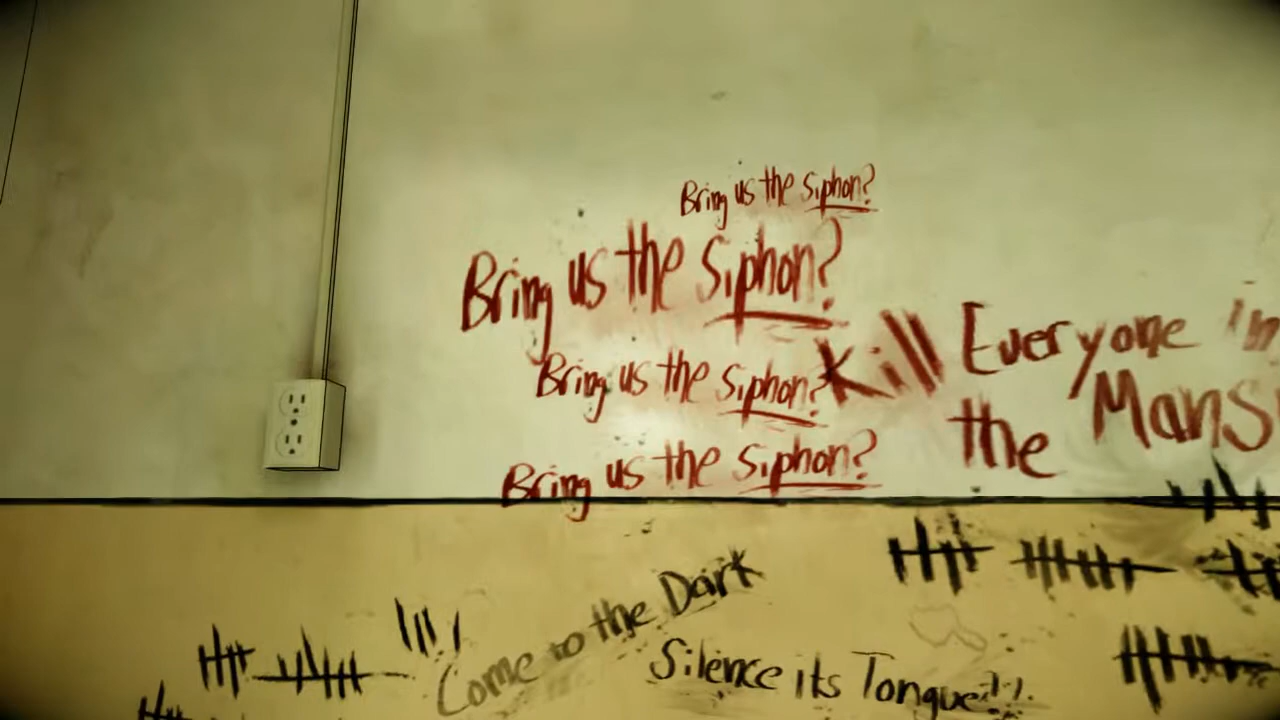 Bring us the Siphon?
Bring us the Siphon?
Bring us the Siphon?
Bring us the Siphon?
Kill Everyone in
the Mansi
Come to the Dark
Silence its Tongue!!